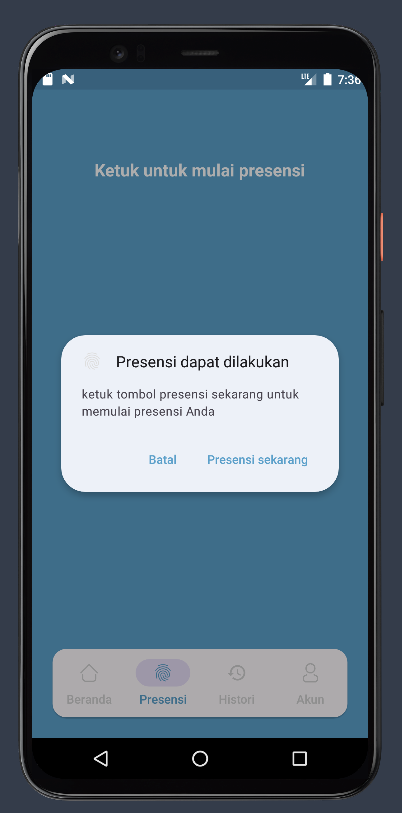 LTE 7:36
Ketuk untuk mulai presensi
Presensi dapat dilakukan
ketuk tombol presensi sekarang untuk
memulai presensi Anda
Batal Presensi sekarang
Beranda Presensi Histori Akun